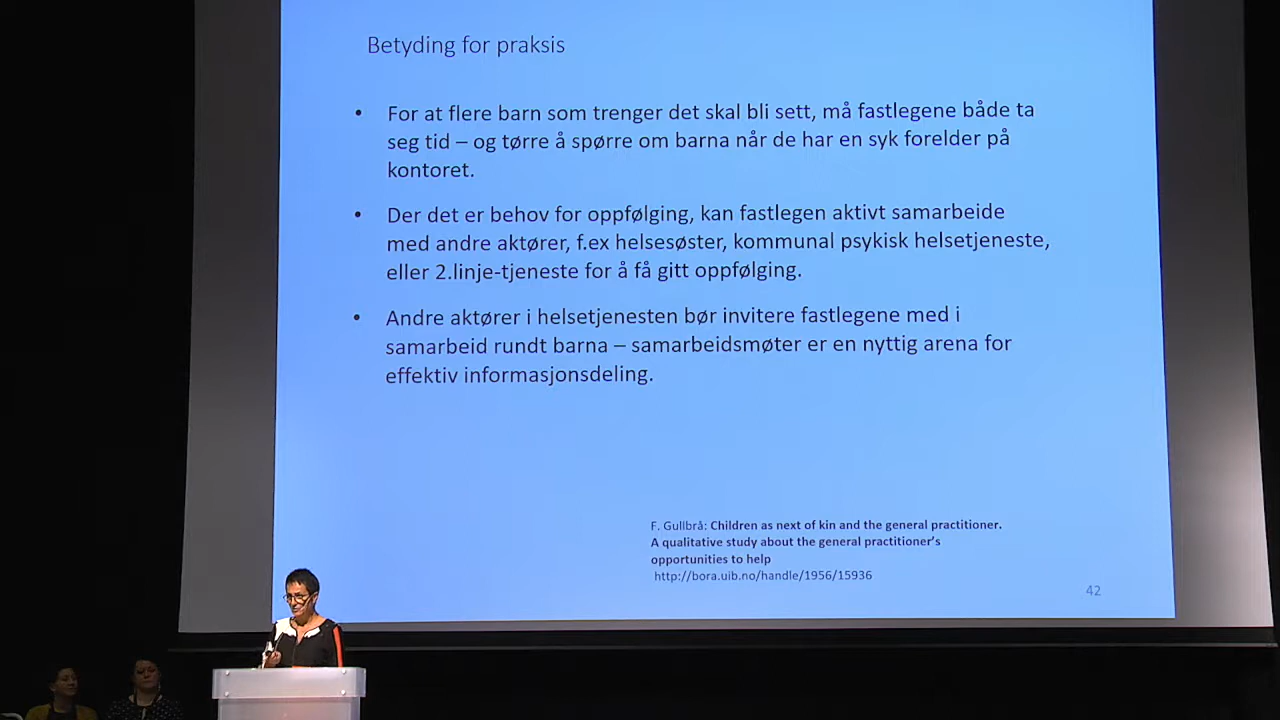 Betyding for praksis
• For at flere barn som trenger det skal bli sett, må fastlegene både ta
seg tid – og tørre å spørre om barna når de har en syk forelder på
kontoret.
• Der det er behov for oppfølging, kan fastlegen aktivt samarbeide
med andre aktører, f.ex helsesøster, kommunal psykisk helsetjeneste,
eller 2.linje-tjeneste for å få gitt oppfølging.
• Andre aktører i helsetjenesten bør invitere fastlegene med i
samarbeid rundt barna – samarbeidsmøter er en nyttig arena for
effektiv informasjonsdeling.
F. Gullbrå: Children as next of kin and the general practitioner.
A qualitative study about the general practitioner's
opportunities to help
http://bora.uib.no/handle/1956/15936
42